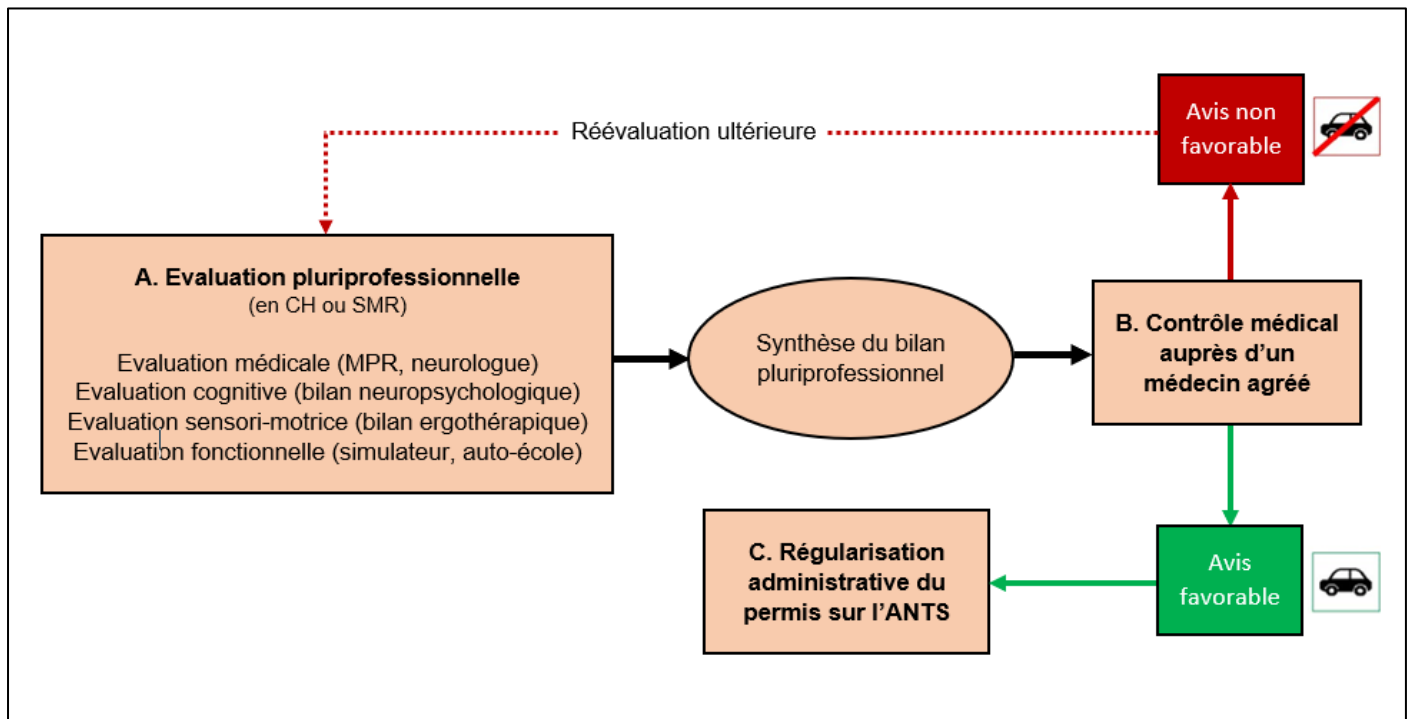 Avis non
favorable
Réévaluation ultérieure
A. Evaluation pluriprofessionnelle
(en CH ou SMR)
Evaluation médicale (MPR, neurologue)
Evaluation cognitive (bilan neuropsychologique)
Evaluation sensori-motrice (bilan ergothérapique)
Evaluation fonctionnelle (simulateur, auto-école)
Synthèse du bilan
pluriprofessionnel
B. Contrôle médical
auprès d’un
médecin agréé
C. Régularisation
administrative du
permis sur l’ANTS
Avis
favorable